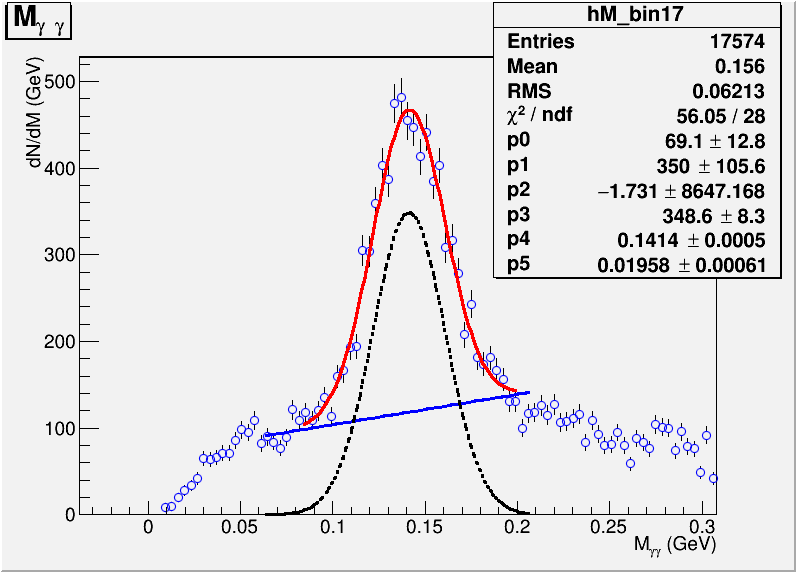 Mγ γ
hM_bin17
Entries 17574
Mean 0.156
RMS 0.06213
χ² / ndf 56.05 / 28
p0 69.1 ± 12.8
p1 350 ± 105.6
p2 −1.731 ± 8647.168
p3 348.6 ± 8.3
p4 0.1414 ± 0.0005
p5 0.01958 ± 0.00061
dN/dM (GeV)
500
400
300
200
100
0
0 0.05 0.1 0.15 0.2 0.25 0.3
Mγγ (GeV)